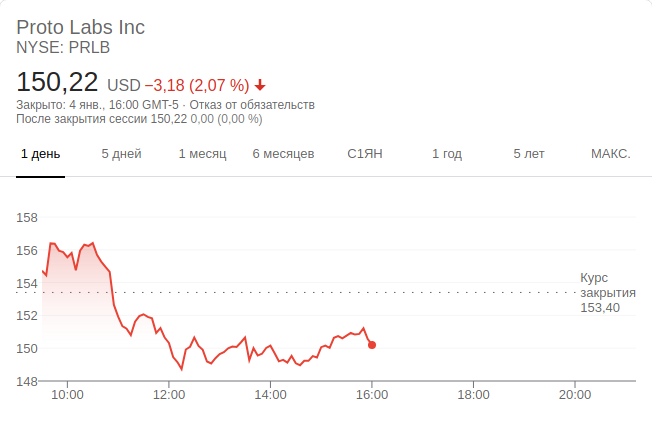 Proto Labs Inc
NYSE: PRLB
150,22 USD −3,18 (2,07 %)
Закрыто: 4 янв., 16:00 GMT-5 · Отказ от обязательств
После закрытия сессии 150,22 0,00 (0,00 %)
1 день 5 дней 1 месяц 6 месяцев С1ЯН 1 год 5 лет МАКС.
158
156
154
152
150
148
Курс
закрытия
153,40
10:00 12:00 14:00 16:00 18:00 20:00